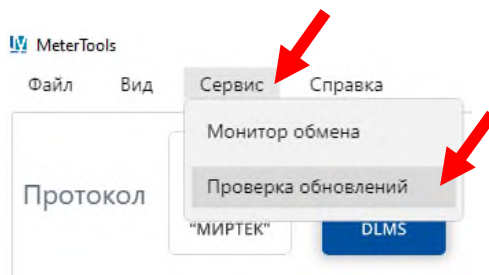 MeterTools
Файл Вид Сервис Справка
Монитор обмена
Проверка обновлений
Протокол
"МИРТЕК" DLMS